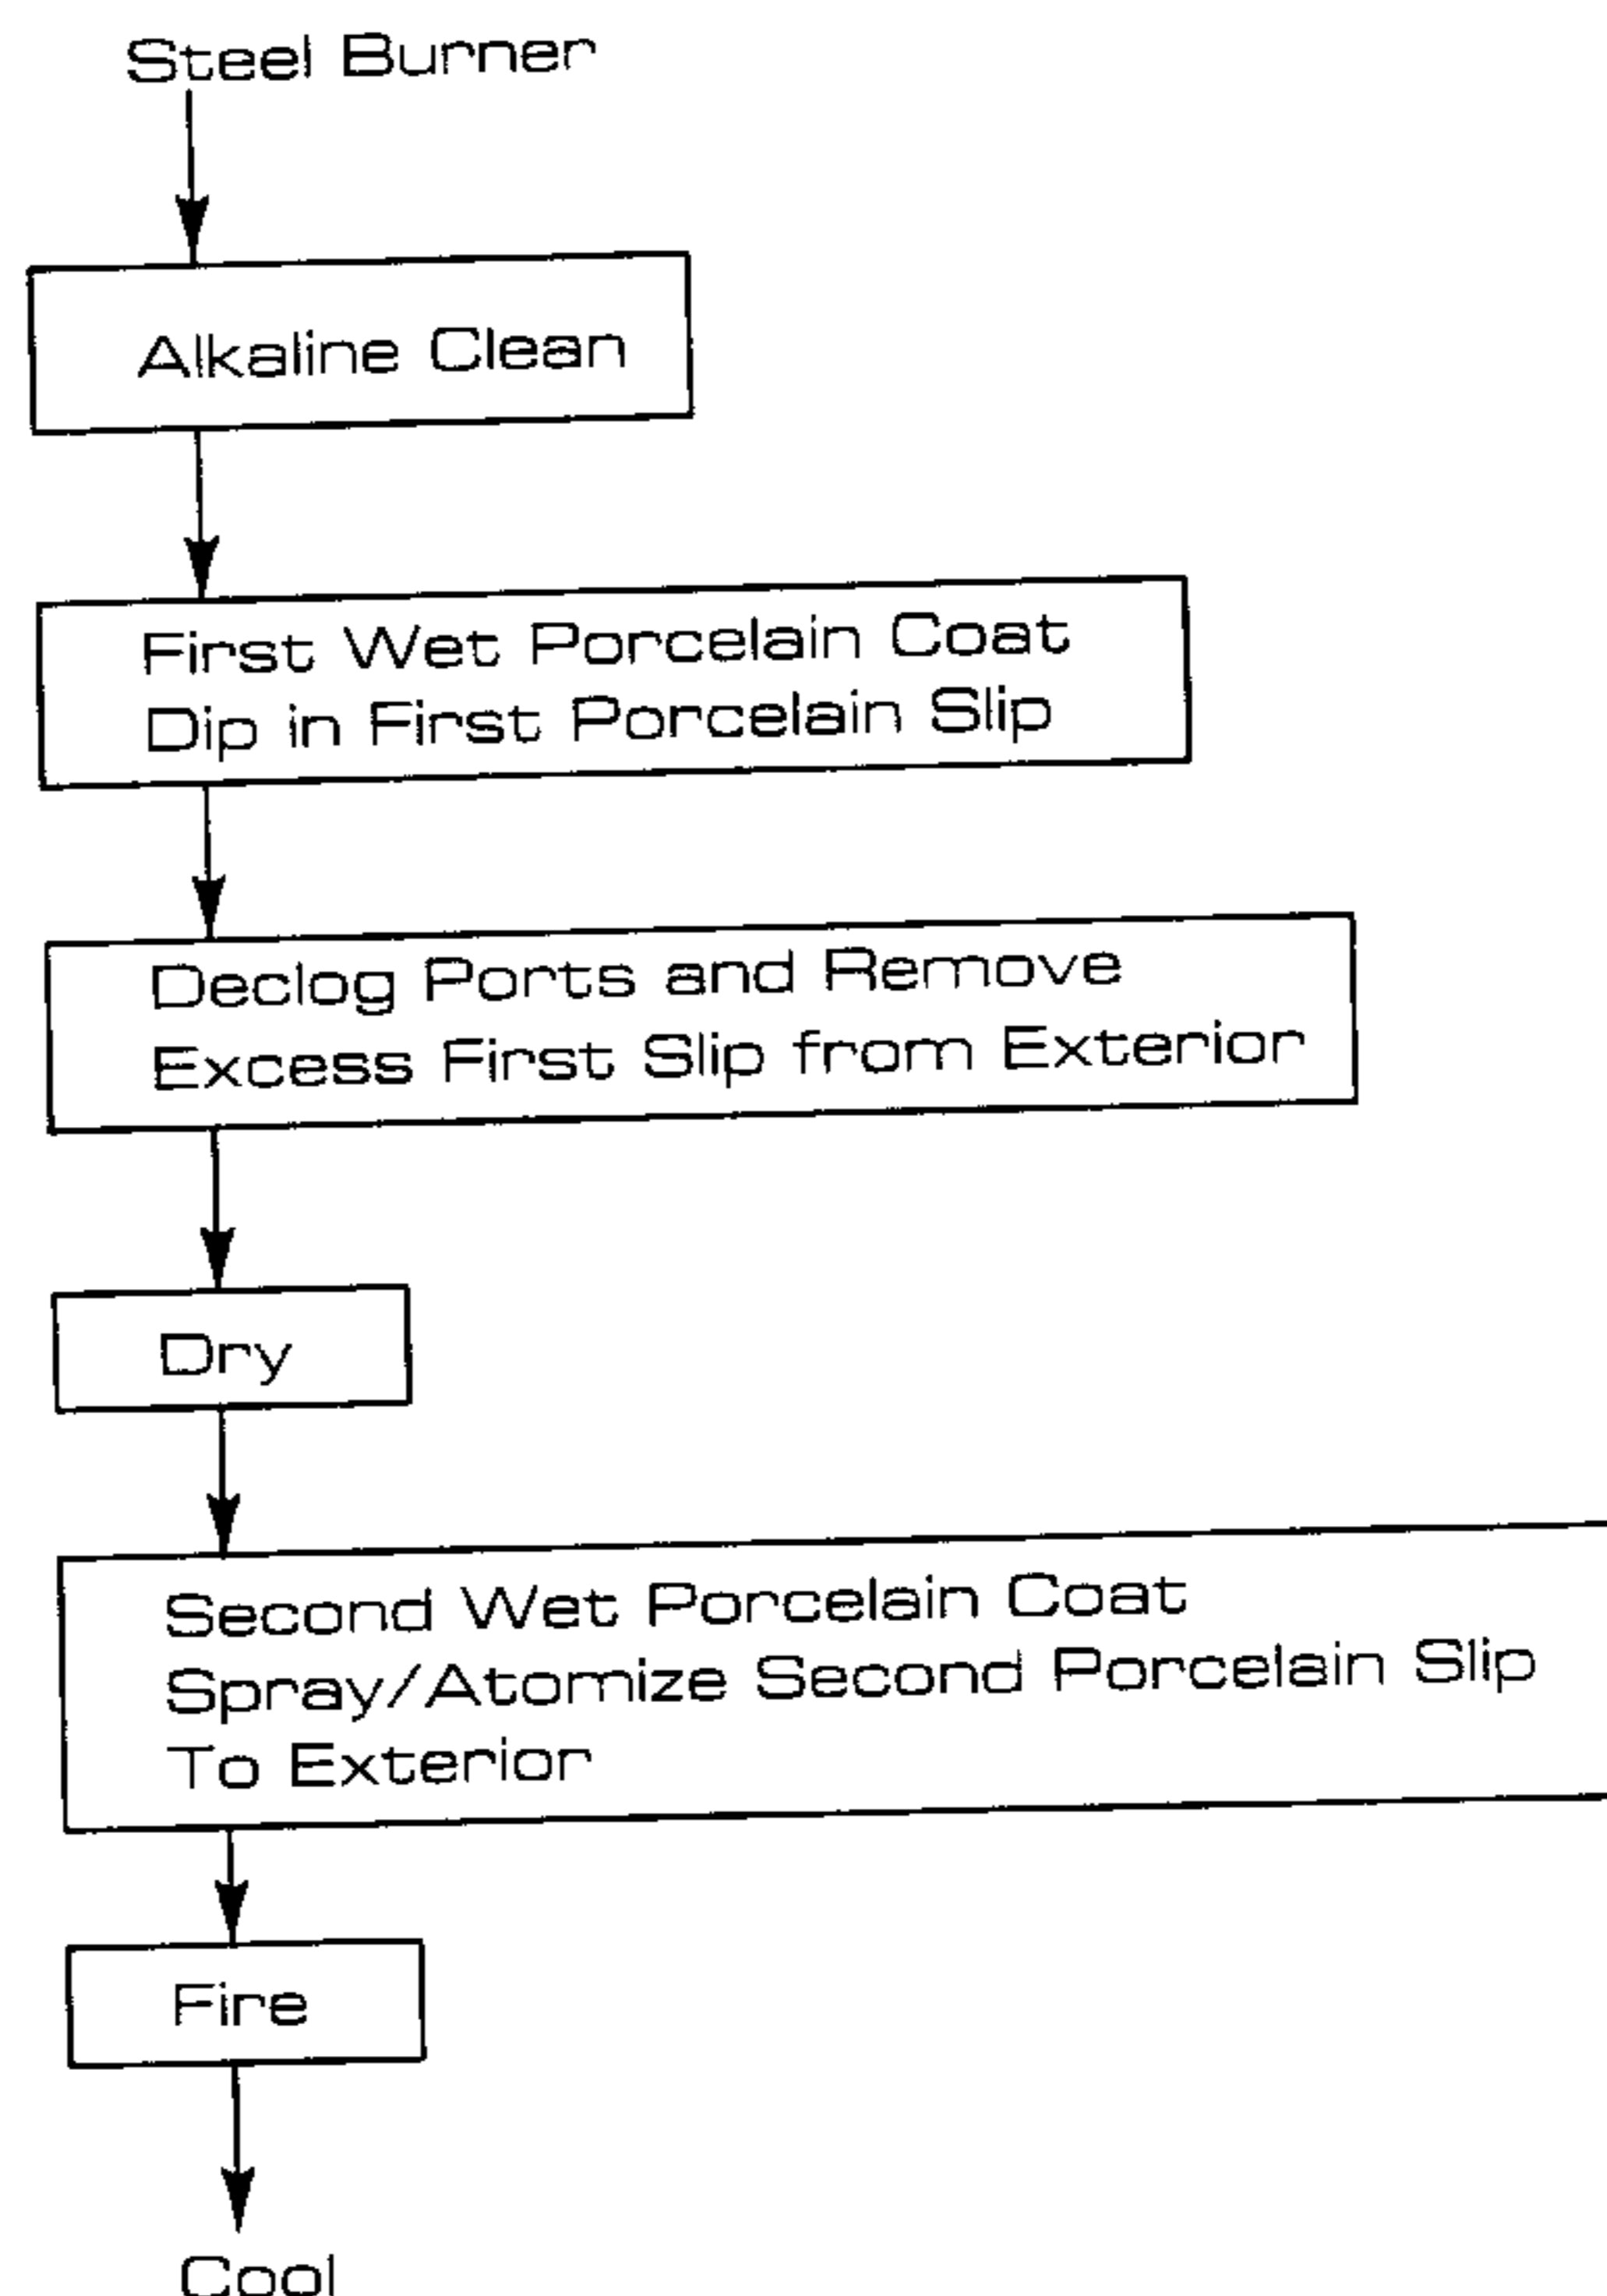 Steel Burner
Alkaline Clean
First Wet Porcelain Coat
Dip in First Porcelain Slip
Declog Ports and Remove
Excess First Slip from Exterior
Dry
Second Wet Porcelain Coat
Spray/Atomize Second Porcelain Slip
To Exterior
Fire
Cool